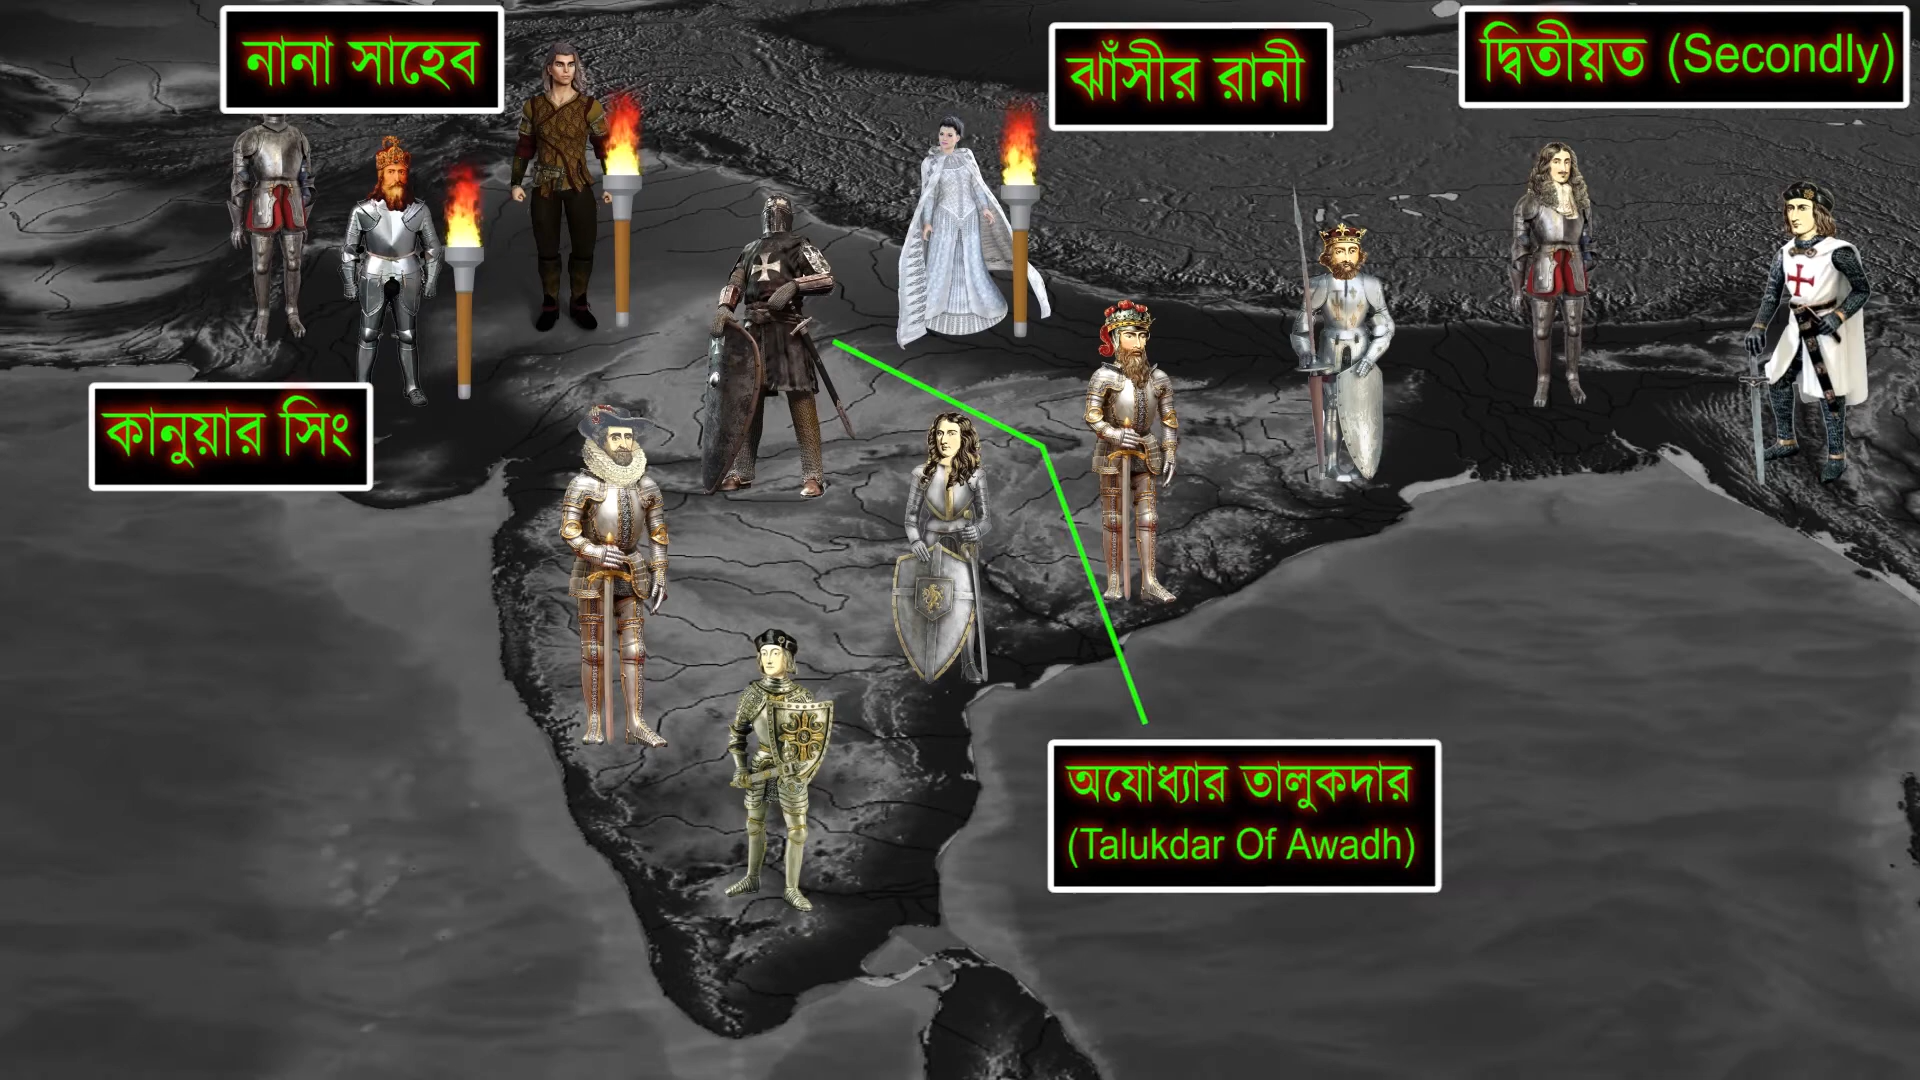 নানা সাহেব
ঝাঁসীর রানী
দ্বিতীয়ত (Secondly)
কানুয়ার সিং
অযোধ্যার তালুকদার
(Talukdar Of Awadh)